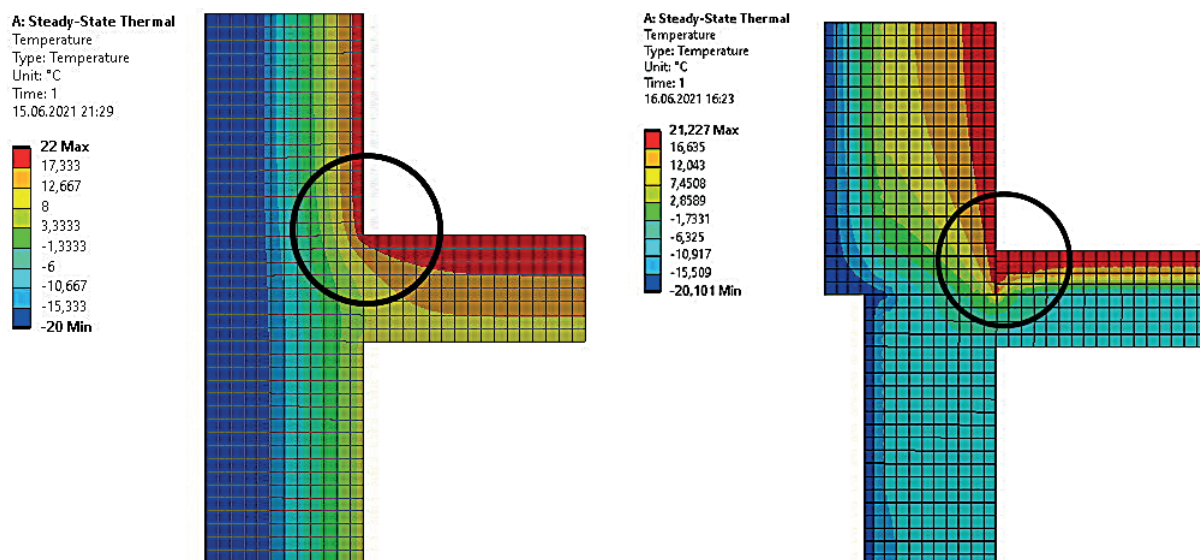 A: Steady-State Thermal
Temperature
Type: Temperature
Unit: °C
Time: 1
15.06.2021 21:29
22 Max
17,333
12,667
8
3,3333
-1,3333
-6
-10,667
-15,333
-20 Min
A: Steady-State Thermal
Temperature
Type: Temperature
Unit: °C
Time: 1
16.06.2021 16:23
21,227 Max
16,635
12,043
7,4508
2,8589
-1,7331
-6,325
-10,917
-15,509
-20,101 Min